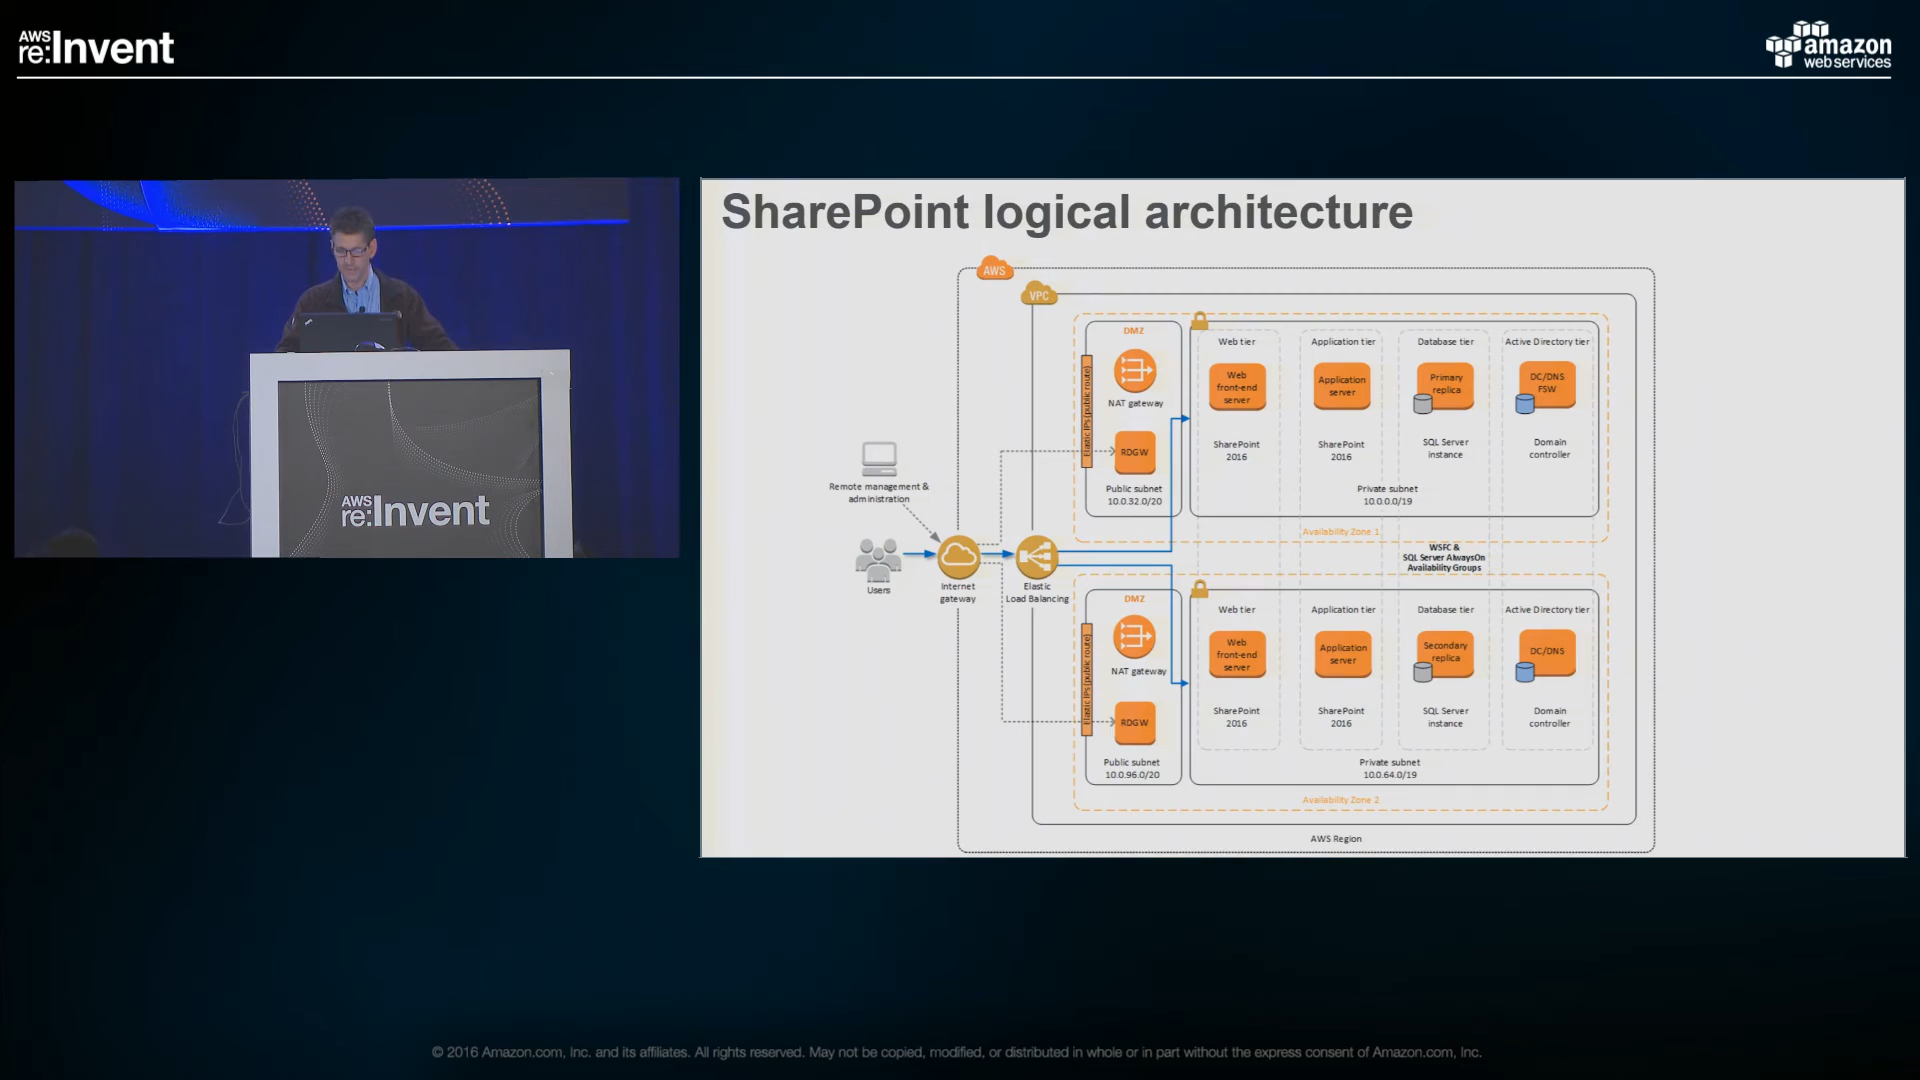 AWS
re:Invent
amazon
web services
AWS
re:Invent
SharePoint logical architecture
AWS
VPC
DMZ
NAT gateway
RDGW
Elastic IPs (public route)
Public subnet
10.0.32.0/20
Web tier
Application tier
Database tier
Active Directory tier
Web
front-end
server
Application
server
Primary
replica
DC/DNS
FSW
SharePoint
2016
SharePoint
2016
SQL Server
instance
Domain
controller
Private subnet
10.0.0.0/19
Availability Zone 1
Remote management &
administration
Users
Internet
gateway
Elastic
Load Balancing
WSFC &
SQL Server AlwaysOn
Availability Groups
DMZ
NAT gateway
RDGW
Elastic IPs (public route)
Public subnet
10.0.96.0/20
Web tier
Application tier
Database tier
Active Directory tier
Web
front-end
server
Application
server
Secondary
replica
DC/DNS
SharePoint
2016
SharePoint
2016
SQL Server
instance
Domain
controller
Private subnet
10.0.64.0/19
Availability Zone 2
AWS Region
© 2016 Amazon.com, Inc. and its affiliates. All rights reserved. May not be copied, modified, or distributed in whole or in part without the express consent of Amazon.com, Inc.